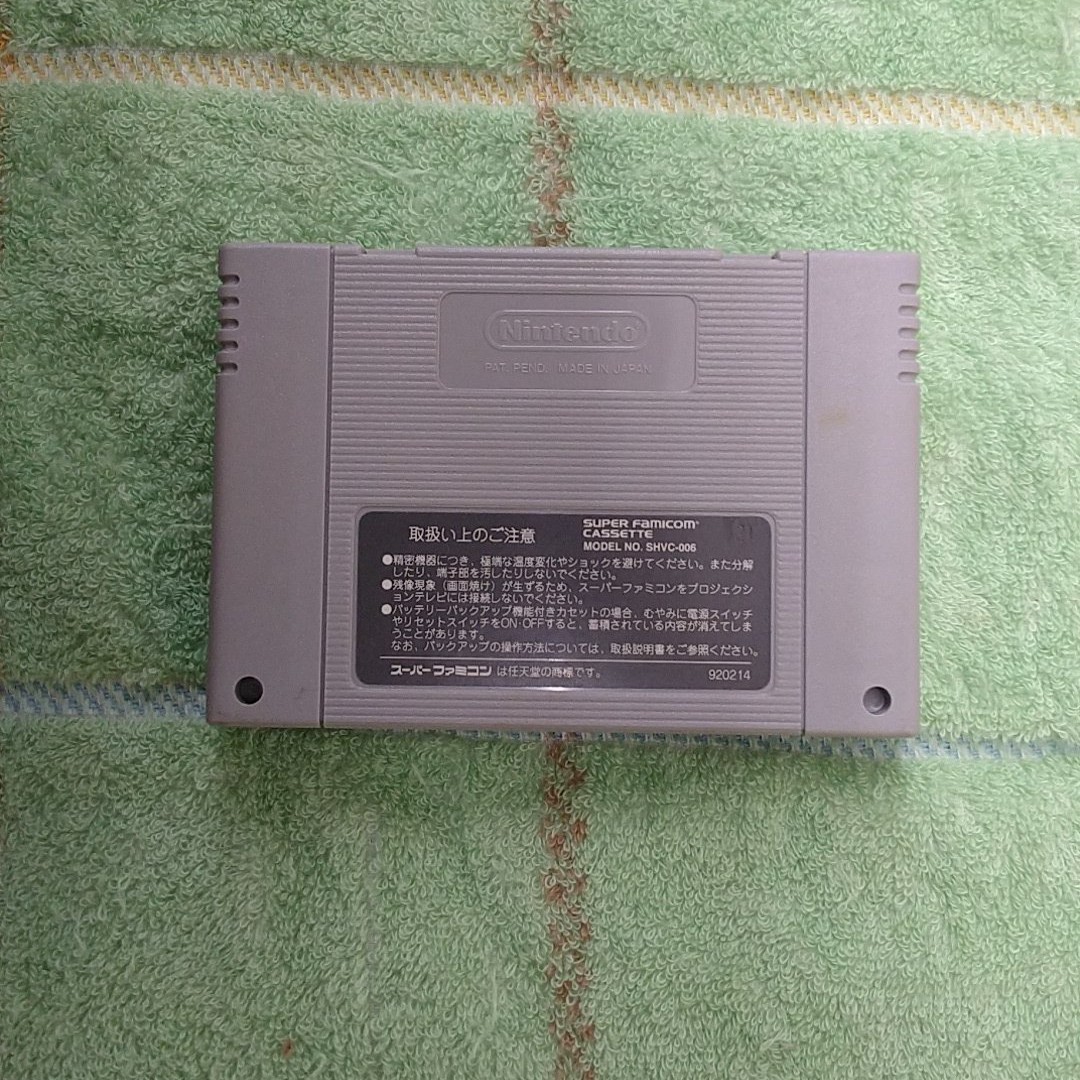 Nintendo
PAT. PEND. MADE IN JAPAN
取扱い上のご注意
SUPER Famicom
CASSETTE
MODEL NO. SHVC-006
●精密機器につき、極端な温度変化やショックを避けてください。また分解
したり、端子部を汚したりしないでください。
●残像現象（画面焼け）が生ずるため、スーパーファミコンをプロジェクシ
ョンテレビには接続しないでください。
●バッテリーバックアップ機能付きカセットの場合、むやみに電源スイッチ
やリセットスイッチをON・OFFすると、蓄積されている内容が消えてしま
うことがあります。
なお、バックアップの操作方法については、取扱説明書をご参照ください。
スーパーファミコン は任天堂の商標です。
920214